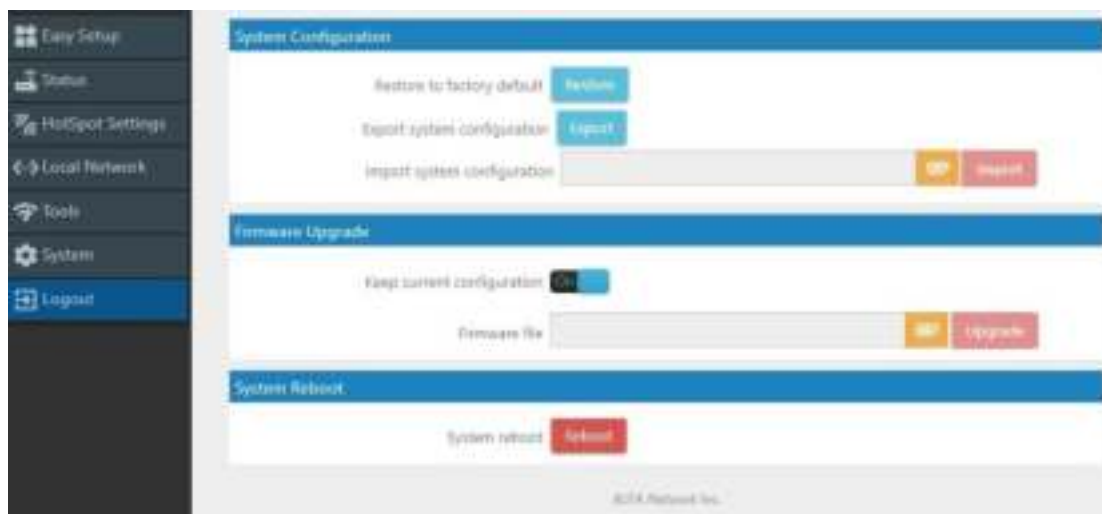 Easy Setup
Status
HotSpot Settings
Local Network
Tools
System
Logout
System Configuration
Restore to factory default Restore
Export system configuration Export
Import system configuration Import
Firmware Upgrade
Keep current configuration On
Firmware file Upgrade
System Reboot
System reboot Reboot
Network Inc.